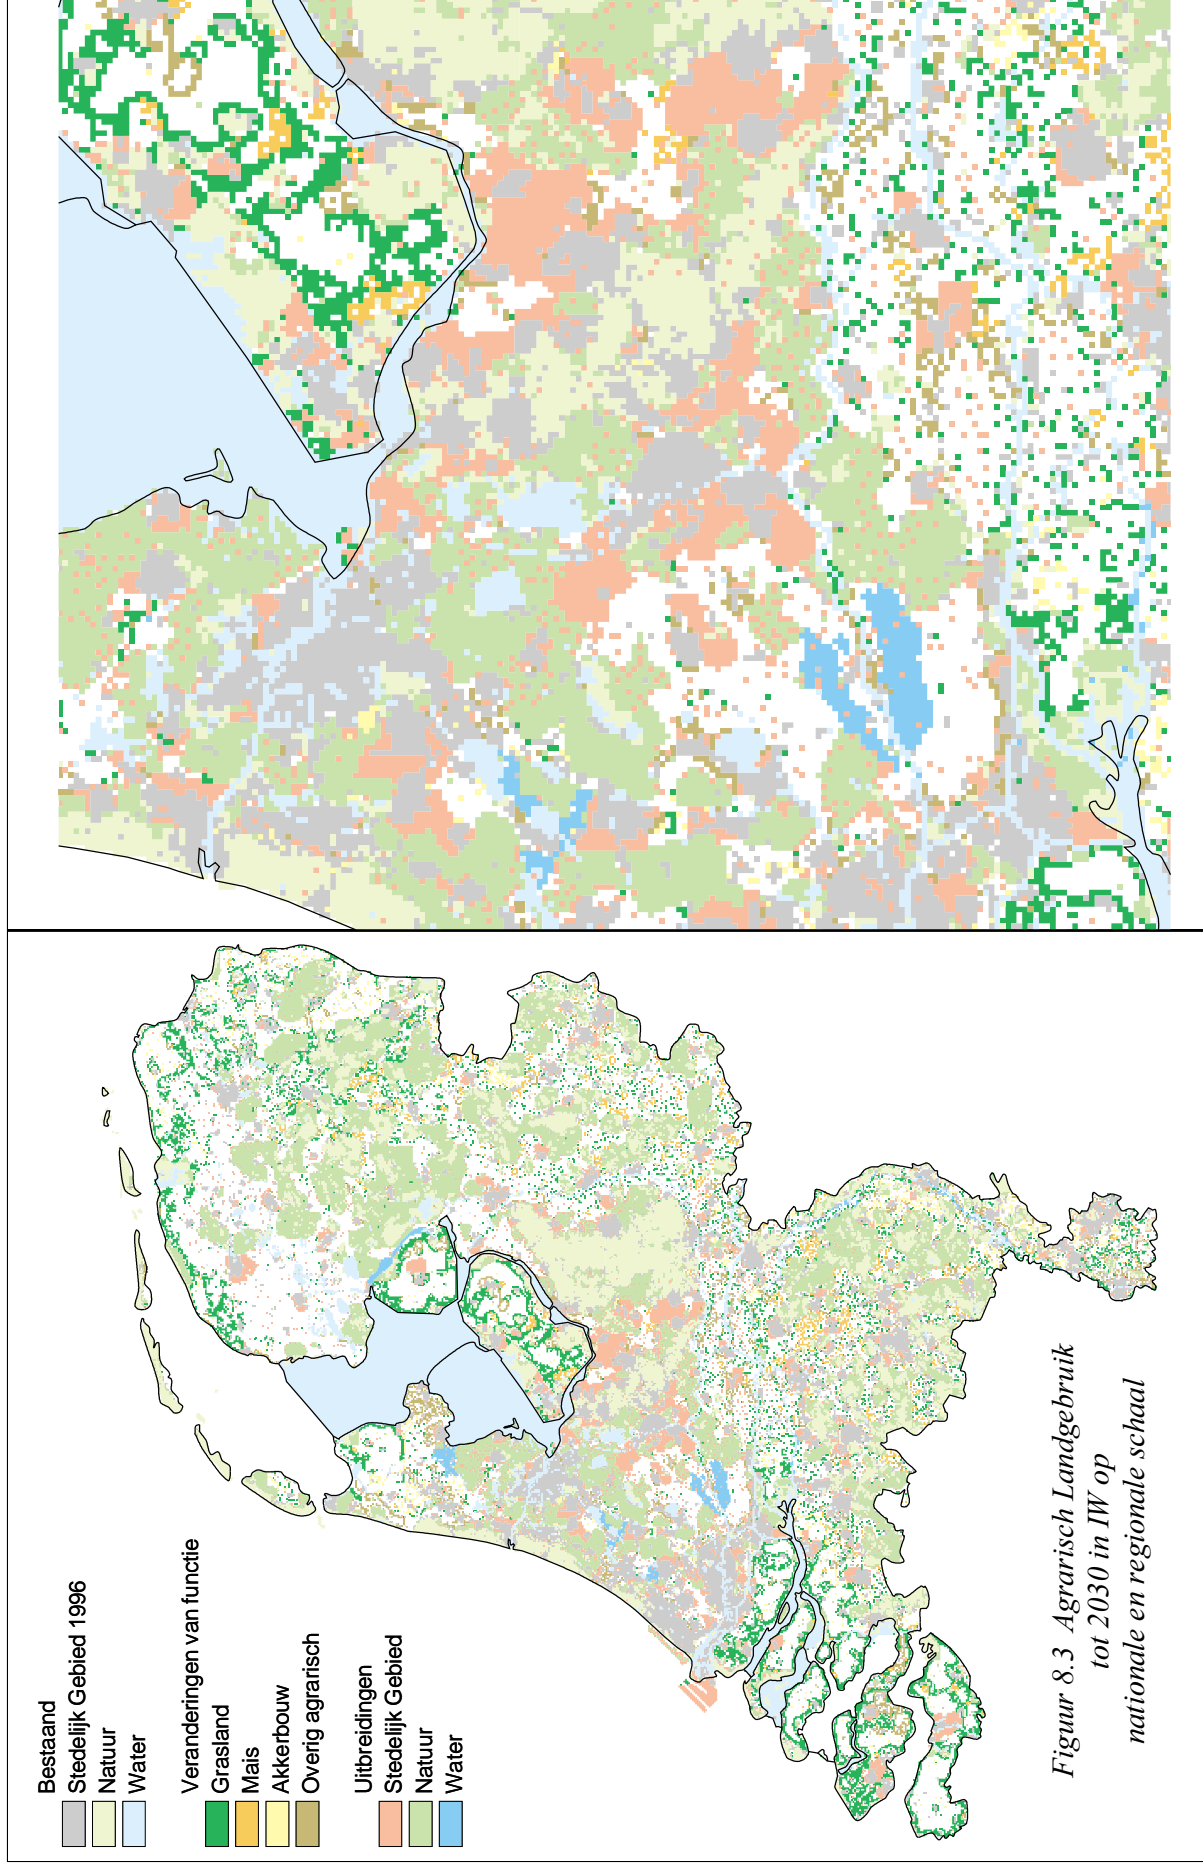 Bestand
Stedelijk Gebied 1996
Natuur
Water
Veranderingen van functie
Grasland
Mais
Akkerbouw
Overig agrarisch
Uitbreidingen
Stedelijk Gebied
Natuur
Water
Figuur 8.3 Agrarisch Landgebruik
tot 2030 in IW op
nationale en regionale schaal